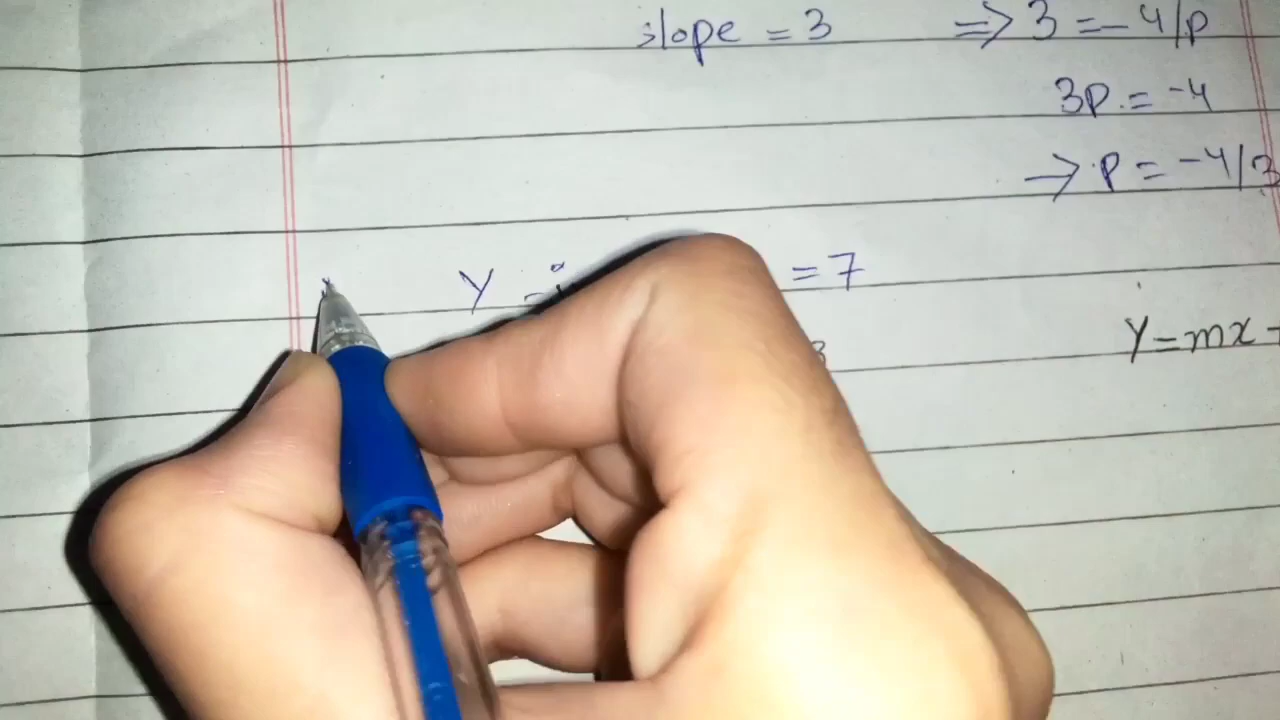 slope = 3 => 3 = - 4/p
3p = -4
→ p = -4/3
Y -i = 7
Y = mx